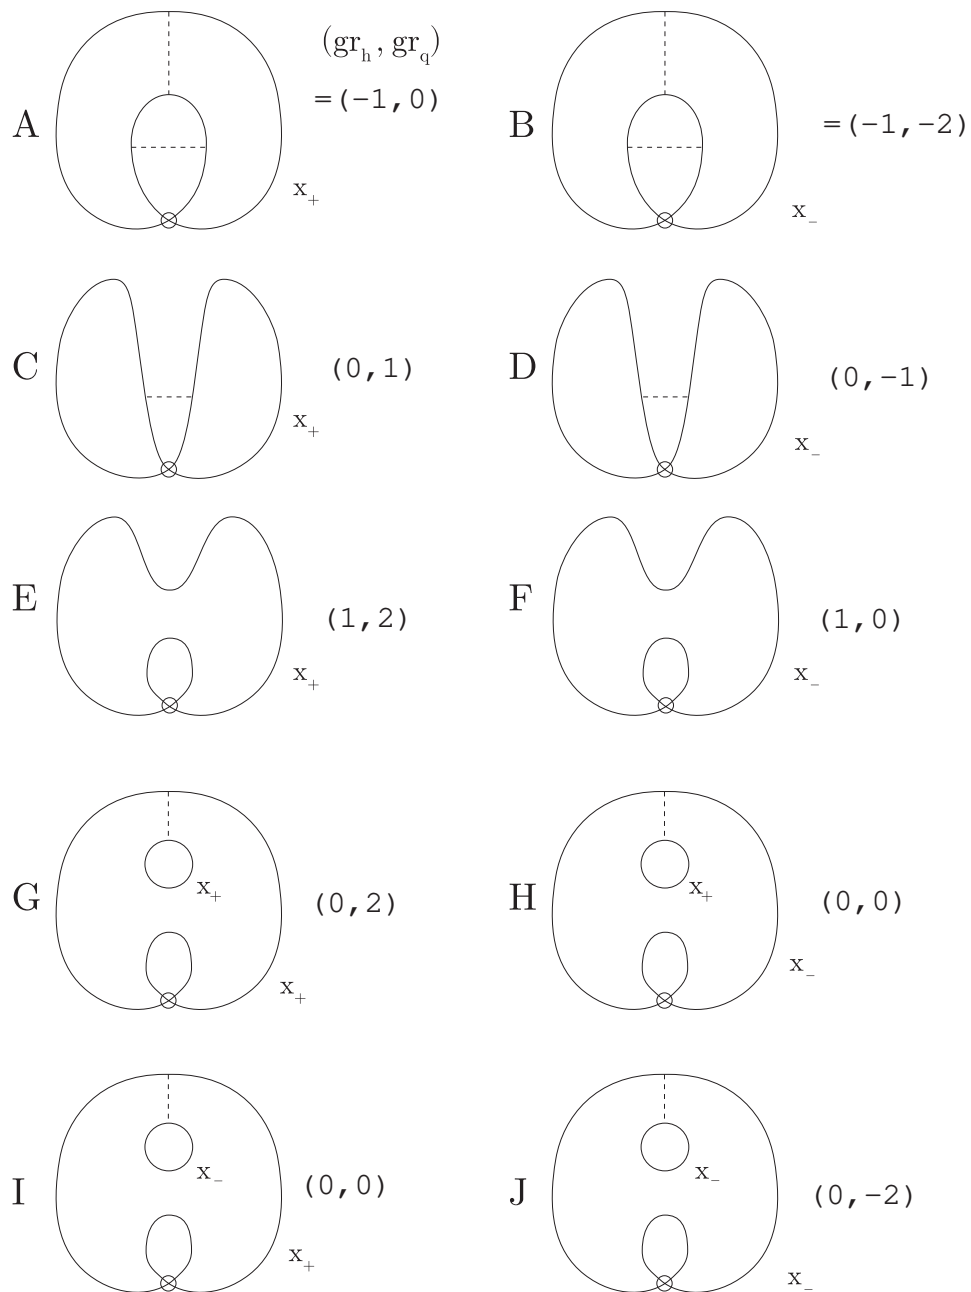 (gr_h, gr_q)
A =(−1,0)
x_+
B =(−1,−2)
x_-
C (0,1)
x_+
D (0,−1)
x_-
E (1,2)
x_+
F (1,0)
x_-
G x_+ (0,2)
x_+
H x_+ (0,0)
x_-
I x_- (0,0)
x_+
J x_- (0,−2)
x_-